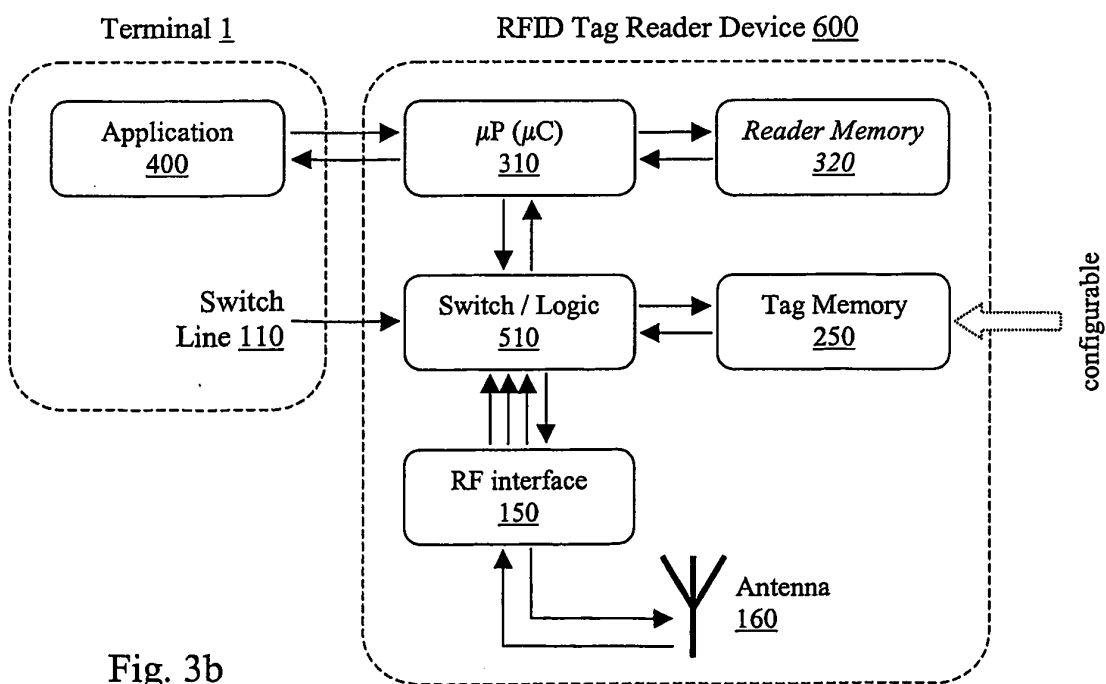 Terminal 1
RFID Tag Reader Device 600
Application
400
μP (μC)
310
Reader Memory
320
Switch
Line 110
Switch / Logic
510
Tag Memory
250
configurable
RF interface
150
Antenna
160
Fig. 3b